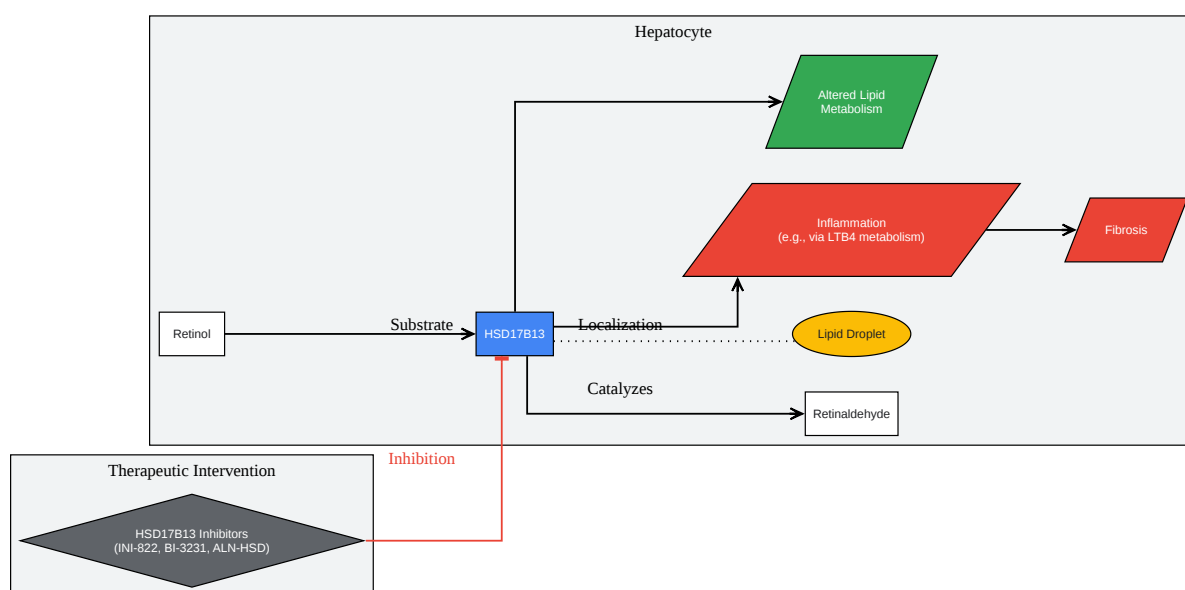 Hepatocyte
Altered Lipid
Metabolism
Inflammation
(e.g., via LTB4 metabolism)
Fibrosis
Retinol
Substrate
HSD17B13
Localization
Lipid Droplet
Catalyzes
Retinaldehyde
Inhibition
Therapeutic Intervention
HSD17B13 Inhibitors
(INI-822, BI-3231, ALN-HSD)